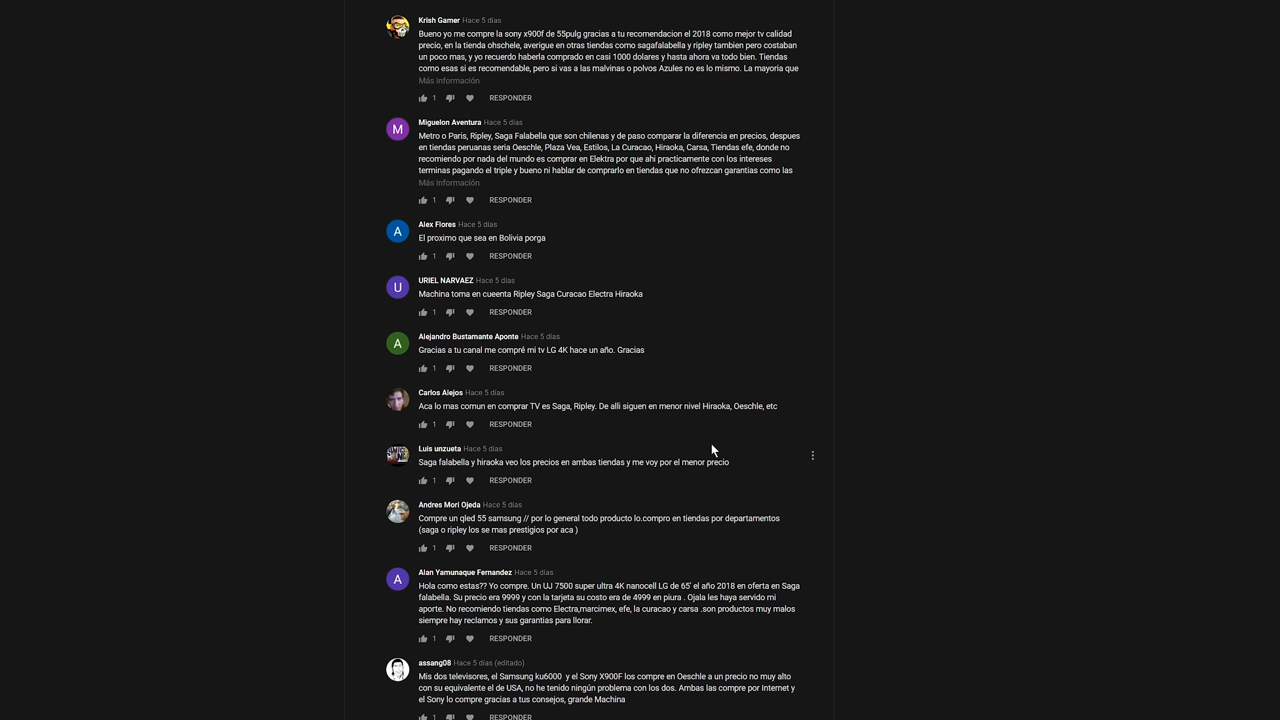 Krish Gamer Hace 5 días
Bueno yo me compre la sony x900f de 55pulg gracias a tu recomendacion el 2018 como mejor tv calidad
precio, en la tienda ohschele, averigue en otras tiendas como sagafalabella y ripley tambien pero costaban
un poco mas, y yo recuerdo haberla comprado en casi 1000 dolares y hasta ahora va todo bien. Tiendas
como esas si es recomendable, pero si vas a las malvinas o polvos Azules no es lo mismo. La mayoria que
Más información
1 RESPONDER
M
Miguelon Aventura Hace 5 días
Metro o Paris, Ripley, Saga Falabella que son chilenas y de paso comparar la diferencia en precios, despues
en tiendas peruanas seria Oeschle, Plaza Vea, Estilos, La Curacao, Hiraoka, Carsa, Tiendas efe, donde no
recomiendo por nada del mundo es comprar en Elektra por que ahi practicamente con los intereses
terminas pagando el triple y bueno ni hablar de comprarlo en tiendas que no ofrezcan garantias como las
Más información
1 RESPONDER
A
Alex Flores Hace 5 días
El proximo que sea en Bolivia porga
1 RESPONDER
U
URIEL NARVAEZ Hace 5 días
Machina toma en cueenta Ripley Saga Curacao Electra Hiraoka
1 RESPONDER
A
Alejandro Bustamante Aponte Hace 5 días
Gracias a tu canal me compré mi tv LG 4K hace un año. Gracias
1 RESPONDER
Carlos Alejos Hace 5 días
Aca lo mas comun en comprar TV es Saga, Ripley. De alli siguen en menor nivel Hiraoka, Oeschle, etc
1 RESPONDER
Luis unzueta Hace 5 días
Saga falabella y hiraoka veo los precios en ambas tiendas y me voy por el menor precio
1 RESPONDER
Andres Mori Ojeda Hace 5 días
Compre un qled 55 samsung // por lo general todo producto lo.compro en tiendas por departamentos
(saga o ripley los se mas prestigios por aca )
1 RESPONDER
A
Alan Yamunaque Fernandez Hace 5 días
Hola como estas?? Yo compre. Un UJ 7500 super ultra 4K nanocell LG de 65' el año 2018 en oferta en Saga
falabella. Su precio era 9999 y con la tarjeta su costo era de 4999 en piura . Ojala les haya servido mi
aporte. No recomiendo tiendas como Electra,marcimex, efe, la curacao y carsa .son productos muy malos
siempre hay reclamos y sus garantias para llorar.
1 RESPONDER
assang08 Hace 5 días (editado)
Mis dos televisores, el Samsung ku6000 y el Sony X900F los compre en Oeschle a un precio no muy alto
con su equivalente el de USA, no he tenido ningún problema con los dos. Ambas las compre por Internet y
el Sony lo compre gracias a tus consejos, grande Machina
1 RESPONDER